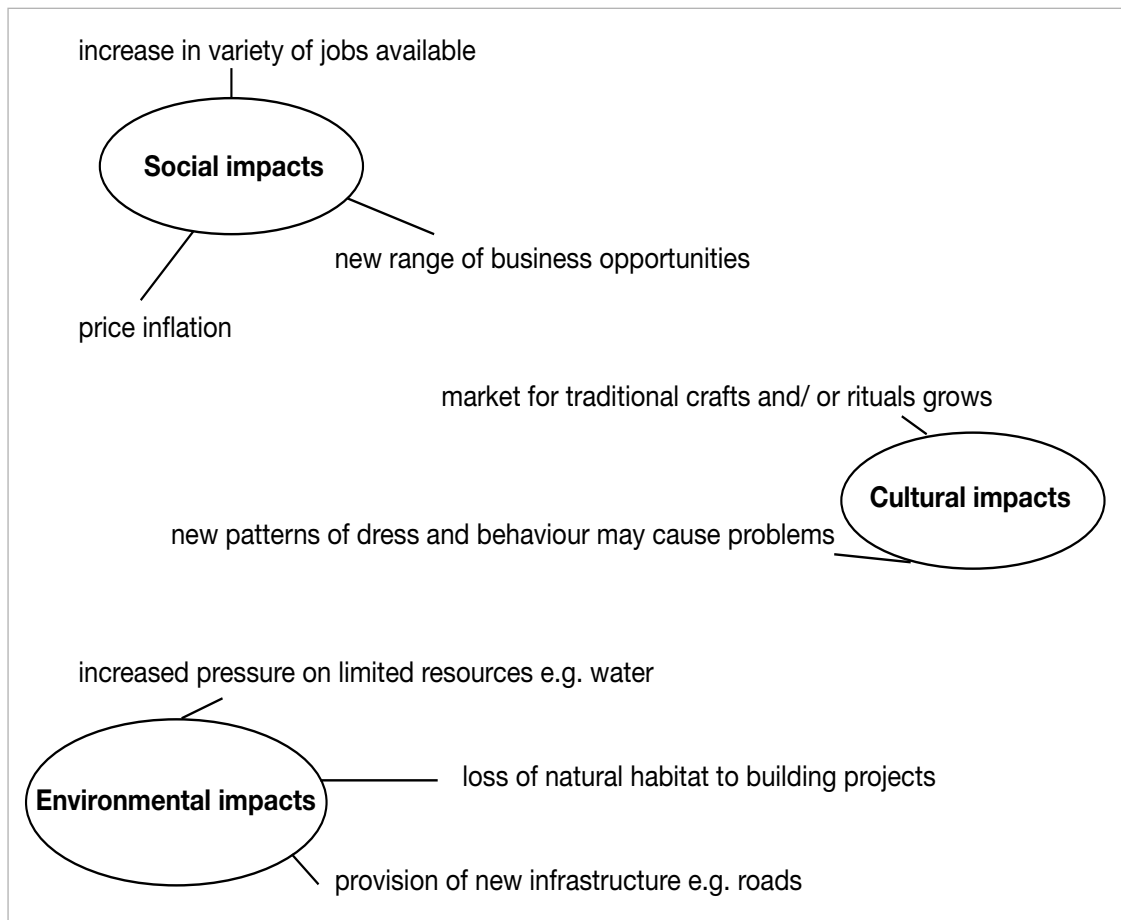 increase in variety of jobs available
Social impacts
new range of business opportunities
price inflation
market for traditional crafts and/ or rituals grows
Cultural impacts
new patterns of dress and behaviour may cause problems
increased pressure on limited resources e.g. water
loss of natural habitat to building projects
Environmental impacts
provision of new infrastructure e.g. roads